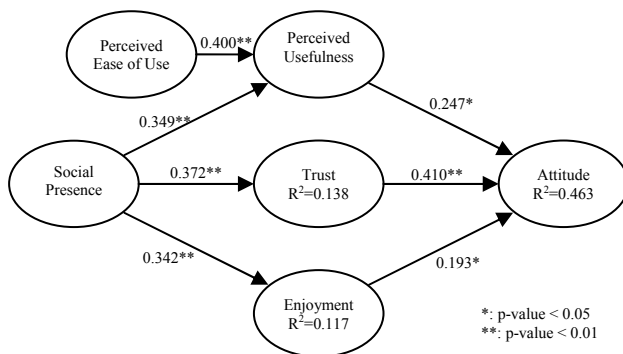 Perceived
Ease of Use
0.400**
Perceived
Usefulness
0.349**
0.247*
Social
Presence
0.372**
Trust
R²=0.138
0.410**
Attitude
R²=0.463
0.342**
0.193*
Enjoyment
R²=0.117
*: p-value < 0.05
**: p-value < 0.01